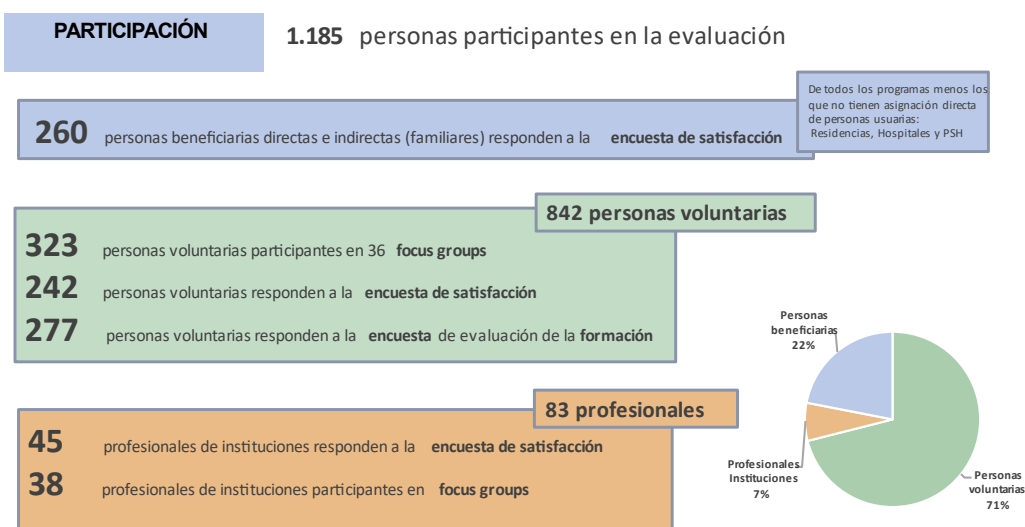 PARTICIPACIÓN
1.185 personas participantes en la evaluación
De todos los programas menos los
que no tienen asignación directa
de personas usuarias:
Residencias, Hospitales y PSH
260 personas beneficiarias directas e indirectas (familiares) responden a la encuesta de satisfacción
842 personas voluntarias
323 personas voluntarias participantes en 36 focus groups
242 personas voluntarias responden a la encuesta de satisfacción
277 personas voluntarias responden a la encuesta de evaluación de la formación
83 profesionales
45 profesionales de instituciones responden a la encuesta de satisfacción
38 profesionales de instituciones participantes en focus groups
Personas
beneficiarias
22%
Profesionales
Instituciones
7%
Personas
voluntarias
71%